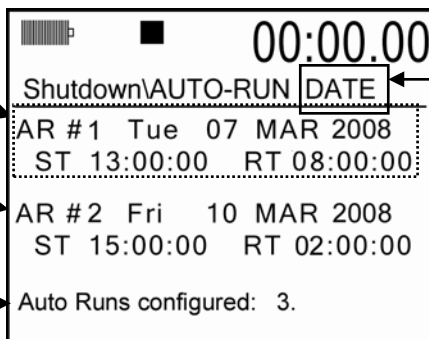 00:00.00
Shutdown\AUTO-RUN DATE
AR #1 Tue 07 MAR 2008
ST 13:00:00 RT 08:00:00
AR #2 Fri 10 MAR 2008
ST 15:00:00 RT 02:00:00
Auto Runs configured: 3.